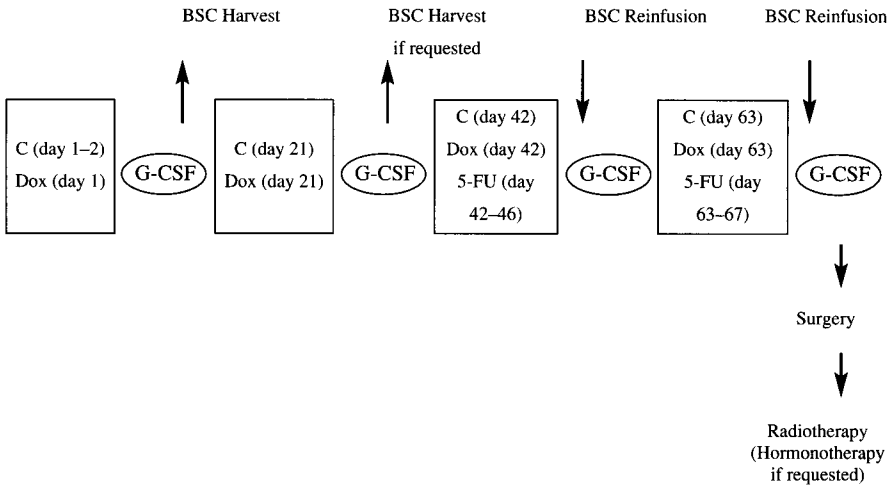 BSC Harvest
BSC Harvest
if requested
BSC Reinfusion
BSC Reinfusion
C (day 1–2)
Dox (day 1)
G-CSF
C (day 21)
Dox (day 21)
G-CSF
C (day 42)
Dox (day 42)
5-FU (day
42–46)
G-CSF
C (day 63)
Dox (day 63)
5-FU (day
63–67)
G-CSF
Surgery
Radiotherapy
(Hormonotherapy
if requested)